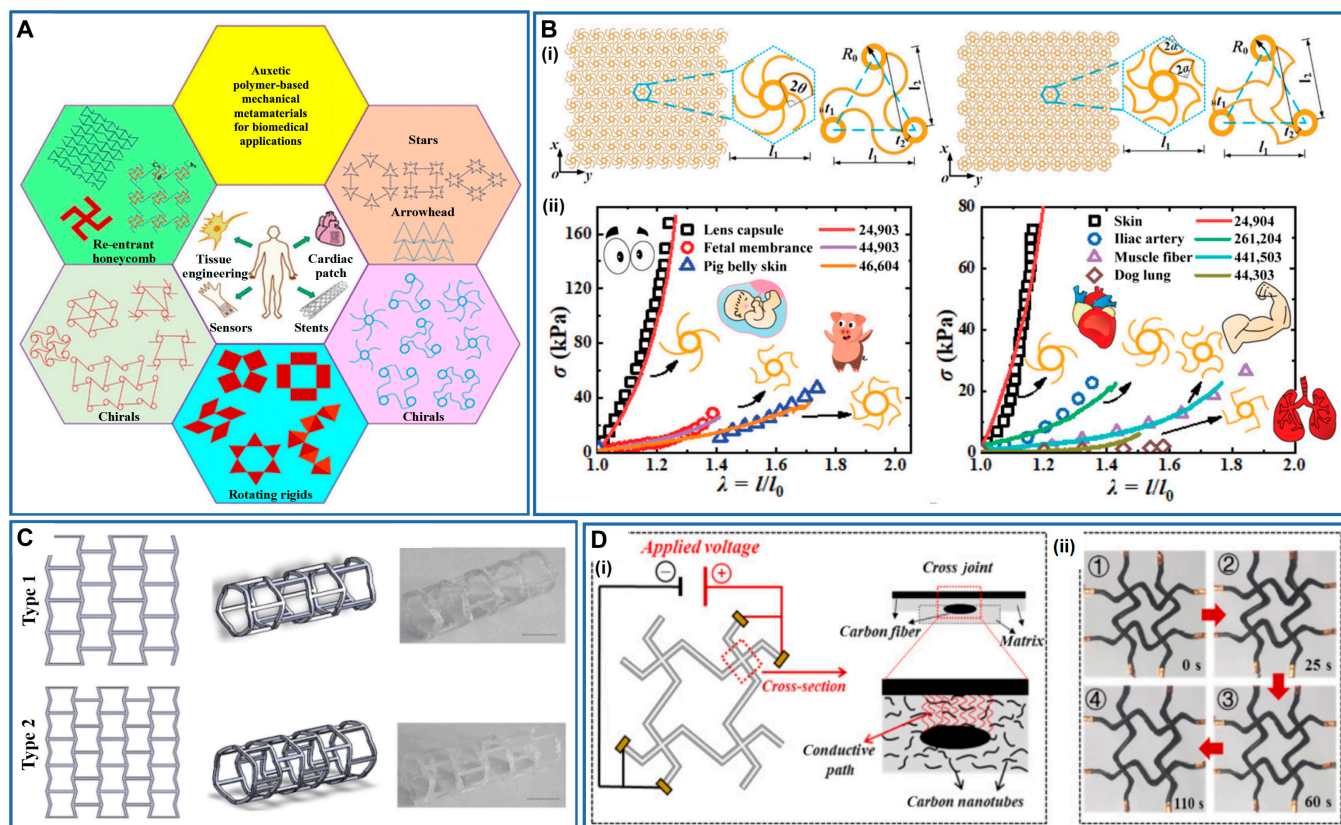 A
Auxetic
polymer-based
mechanical
metamaterials
for biomedical
applications
Stars
Arrowhead
Re-entrant
honeycomb
Tissue
engineering
Cardiac
patch
Sensors
Stents
Chirals
Chirals
Rotating rigids
B
(i)
2θ
l1
R0
t1
l2
t2
l1
x
o
y
2α
2α
l1
R0
t1
l2
t2
l1
x
o
y
(ii)
160
120
80
40
0
σ (kPa)
Lens capsule
Fetal membrance
Pig belly skin
24,903
44,903
46,604
1.0 1.2 1.4 1.6 1.8 2.0
λ = l/l0
80
60
40
20
0
σ (kPa)
Skin
Iliac artery
Muscle fiber
Dog lung
24,904
261,204
441,503
44,303
1.0 1.2 1.4 1.6 1.8 2.0
λ = l/l0
C
Type 1
Type 2
D
(i)
Applied voltage
− +
Cross-section
Cross joint
Carbon fiber
Matrix
Conductive
path
Carbon nanotubes
(ii)
① 0 s
② 25 s
④ 110 s
③ 60 s